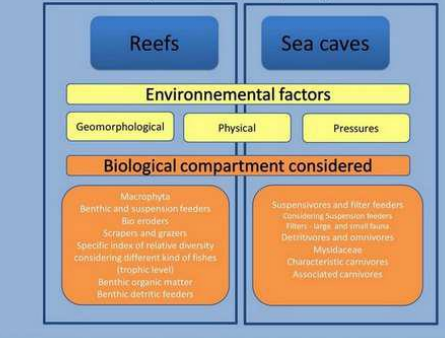 Reefs
Sea caves
Environnemental factors
Geomorphological
Physical
Pressures
Biological compartment considered
Macrophyta
Benthic and suspension feeders
Bio eroders
Scrapers and grazers
Specific index of relative diversity
considering different kind of fishes
(trophic level)
Benthic organic matter
Benthic detritic feeders
Suspensivores and filter feeders
Considering Suspension feeders
Filters - large and small fauna
Detritivores and omnivores
Mysidaceae
Characteristic carnivores
Associated carnivores